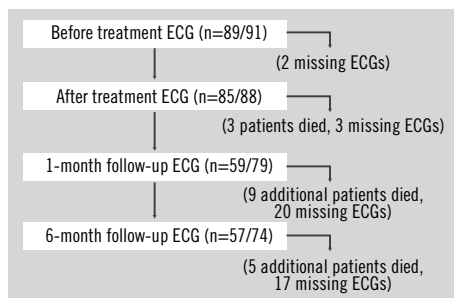 Before treatment ECG (n=89/91)
(2 missing ECGs)
After treatment ECG (n=85/88)
(3 patients died, 3 missing ECGs)
1-month follow-up ECG (n=59/79)
(9 additional patients died,
20 missing ECGs)
6-month follow-up ECG (n=57/74)
(5 additional patients died,
17 missing ECGs)